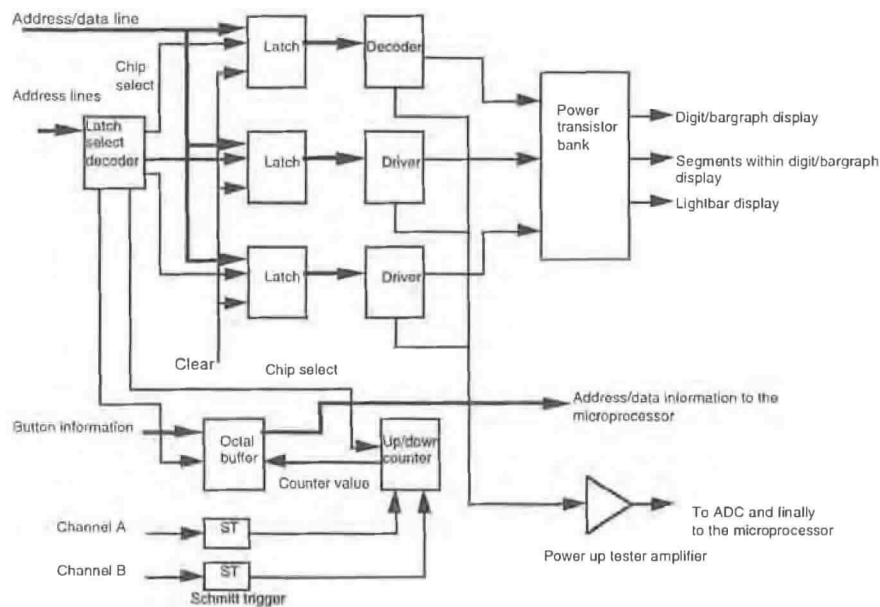 Address/data line
Latch
Decoder
Chip
select
Address lines
Latch
select
decoder
Power
transistor
bank
Digit/bargraph display
Latch
Driver
Segments within digit/bargraph
display
Lightbar display
Latch
Driver
Clear
Chip select
Address/data information to the
microprocessor
Button information
Octal
buffer
Up/down
counter
Counter value
Channel A
ST
To ADC and finally
to the microprocessor
Power up tester amplifier
Channel B
ST
Schmitt trigger